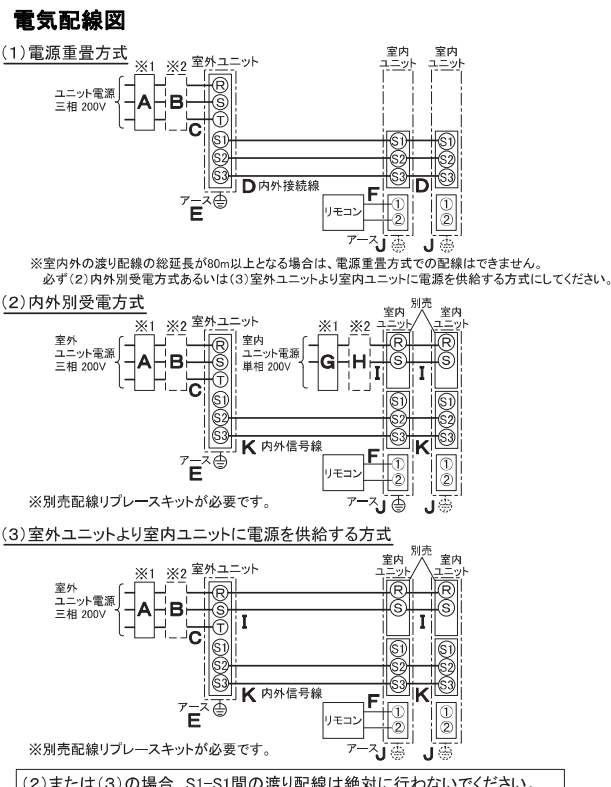 電気配線図
(1)電源重畳方式
※1 ※2 室外ユニット 室内ユニット 室内ユニット
ユニット電源
三相 200V
A B C
R
S
T
S1 S1 S1
S2 S2 S2
S3 S3 S3
D 内外接続線 F D
アース
E
リモコン ① ①
② ②
アース J J
※室内外の渡り配線の総延長が80m以上となる場合は、電源重畳方式での配線はできません。
必ず(2)内外別受電方式あるいは(3)室外ユニットより室内ユニットに電源を供給する方式にしてください。
(2)内外別受電方式
別売
※1 ※2 室外ユニット ※1 ※2 室内ユニット 室内ユニット
室外
ユニット電源
三相 200V
A B C
室内
ユニット電源
単相 200V
G H I I
R R R
S S S
T
S1 S1 S1
S2 S2 S2
S3 S3 S3
K 内外信号線 F K
アース
E
リモコン ① ①
② ②
アース J J
※別売配線リプレースキットが必要です。
(3)室外ユニットより室内ユニットに電源を供給する方式
別売
※1 ※2 室外ユニット 室内ユニット 室内ユニット
室外
ユニット電源
三相 200V
A B C I I
R R R
S S S
T
S1 S1 S1
S2 S2 S2
S3 S3 S3
K 内外信号線 F K
アース
E
リモコン ① ①
② ②
アース J J
※別売配線リプレースキットが必要です。
(2)または(3)の場合、S1-S1間の渡り配線は絶対に行わないでください。